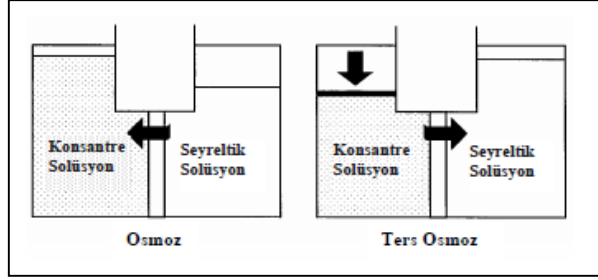 Konsantre
Solüsyon
Seyreltik
Solüsyon
Osmoz
Konsantre
Solüsyon
Seyreltik
Solüsyon
Ters Osmoz